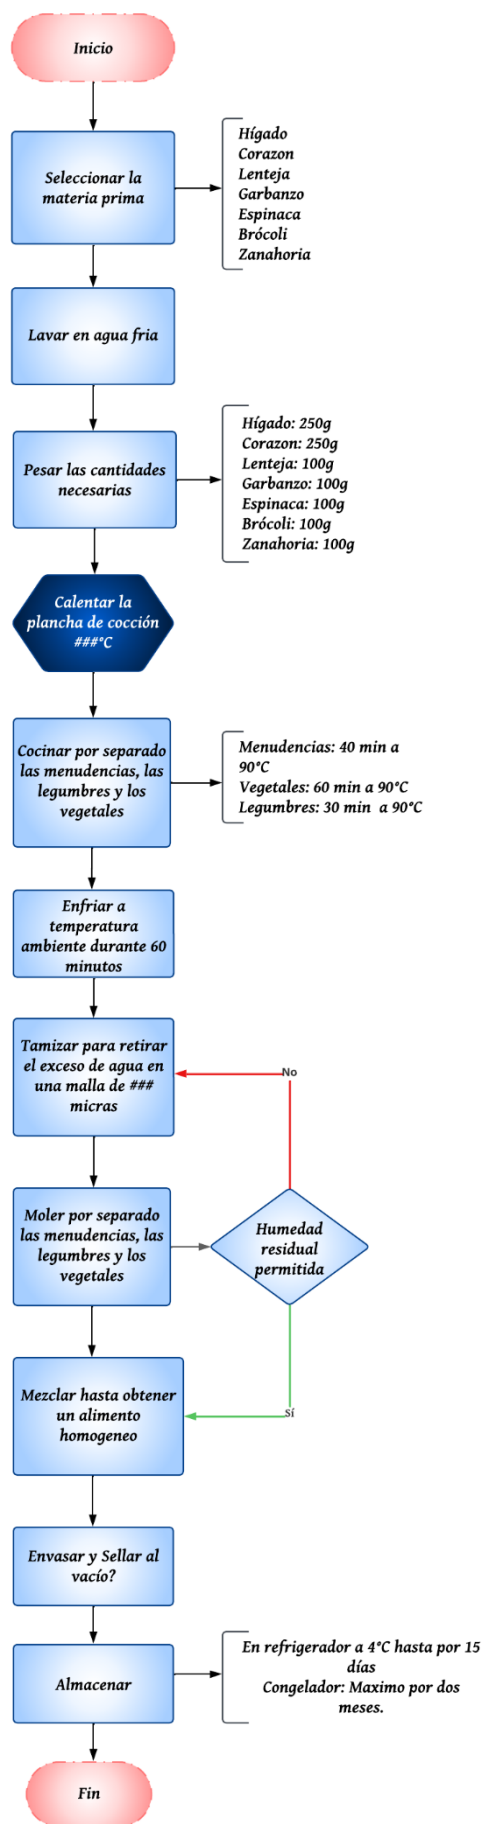 Inicio
Seleccionar la
materia prima
Hígado
Corazon
Lenteja
Garbanzo
Espinaca
Brócoli
Zanahoria
Lavar en agua fria
Pesar las cantidades
necesarias
Hígado: 250g
Corazon: 250g
Lenteja: 100g
Garbanzo: 100g
Espinaca: 100g
Brócoli: 100g
Zanahoria: 100g
Calentar la
plancha de cocción
###°C
Cocinar por separado
las menudencias, las
legumbres y los
vegetales
Menudencias: 40 min a
90°C
Vegetales: 60 min a 90°C
Legumbres: 30 min a 90°C
Enfriar a
temperatura
ambiente durante 60
minutos
Tamizar para retirar
el exceso de agua en
una malla de ###
micras
No
Moler por separado
las menudencias, las
legumbres y los
vegetales
Humedad
residual
permitida
Sí
Mezclar hasta obtener
un alimento
homogeneo
Envasar y Sellar al
vacío?
Almacenar
En refrigerador a 4°C hasta por 15
días
Congelador: Maximo por dos
meses.
Fin